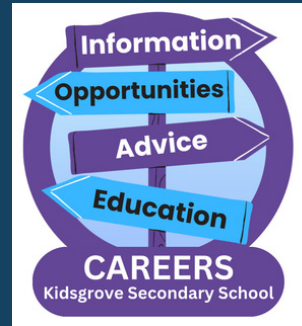 Information
Opportunities
Advice
Education
CAREERS
Kidsgrove Secondary School